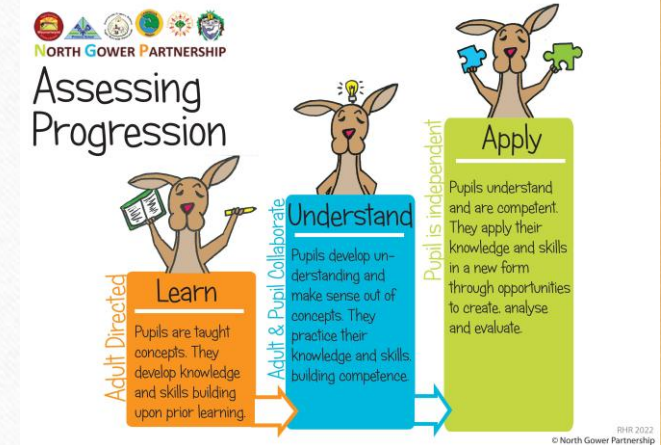 NORTH GOWER PARTNERSHIP
Assessing
Progression
Adult Directed
Learn
Pupils are taught
concepts. They
develop knowledge
and skills building
upon prior learning.
Adult & Pupil Collaborate
Understand
Pupils develop un-
derstanding and
make sense out of
concepts. They
practice their
knowledge and skills.
building competence.
Pupil is independent
Apply
Pupils understand
and are competent.
They apply their
knowledge and skills
in a new form
through opportunities
to create. analyse
and evaluate.
RHR 2022
© North Gower Partnership